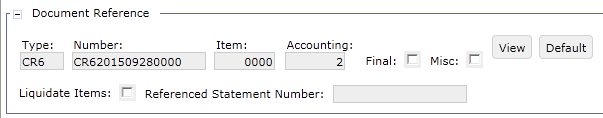 Document Reference
Type: Number: Item: Accounting:
CR6 CR6201509280000 0000 2 Final: Misc: View Default
Liquidate Items: Referenced Statement Number: